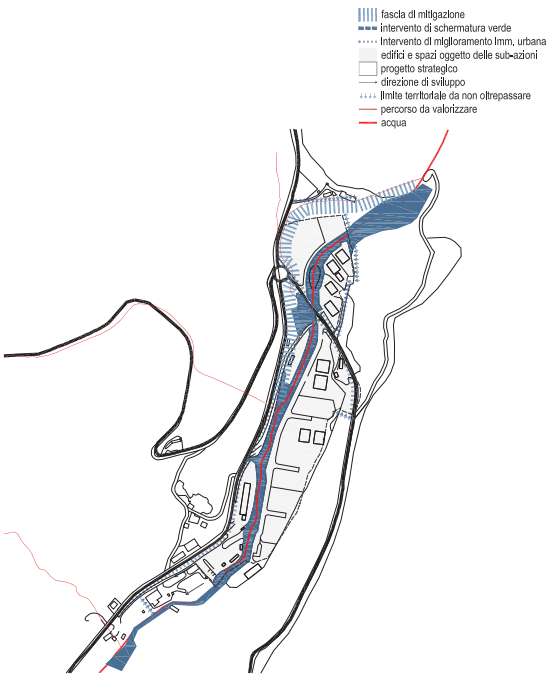 fascia di mitigazione
intervento di schermatura verde
intervento di miglioramento imm. urbana
edifici e spazi oggetto delle sub-azioni
progetto strategico
direzione di sviluppo
limite territoriale da non oltrepassare
percorso da valorizzare
acqua